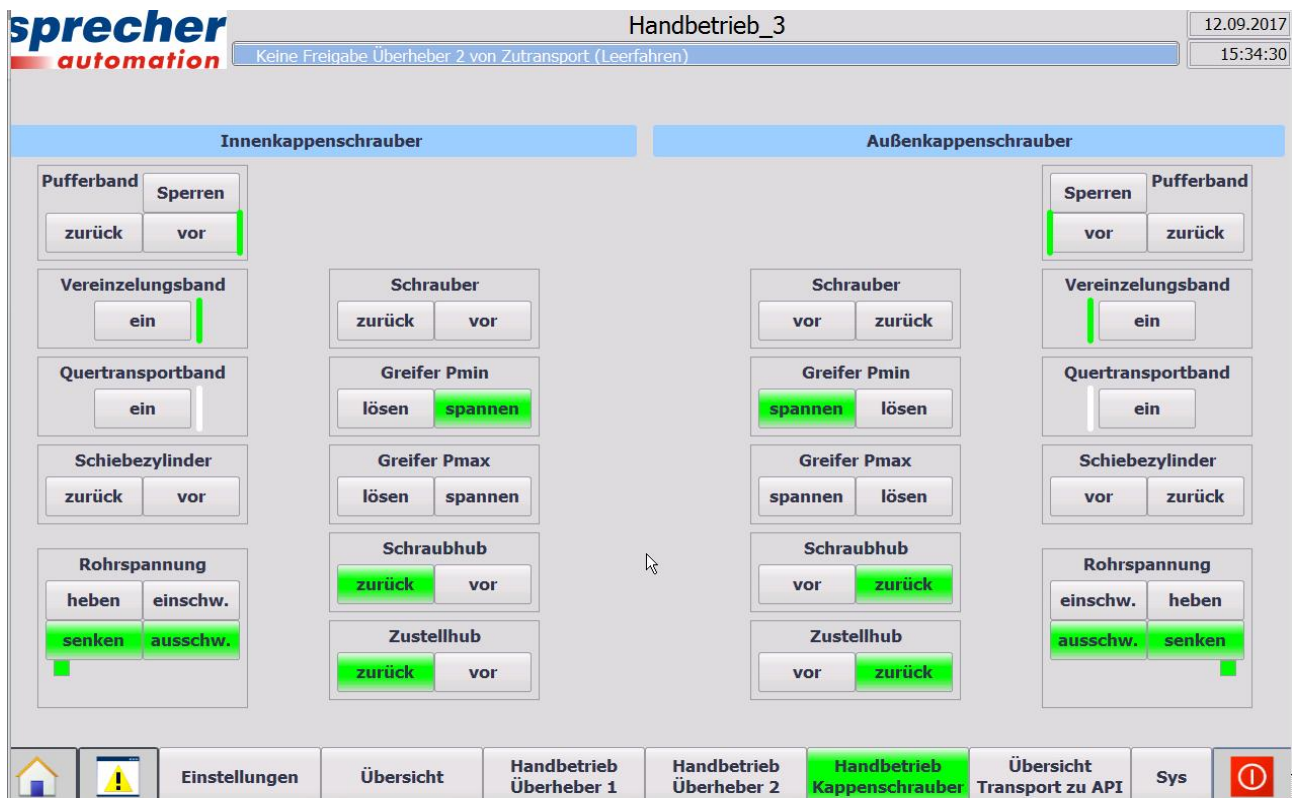 sprecher
automation
Handbetrieb_3
12.09.2017
Keine Freigabe Überheber 2 von Zutransport (Leerfahren)
15:34:30
Innenkappenschrauber
Außenkappenschrauber
Pufferband
Sperren
zurück vor
Vereinzelungsband
ein
Quertransportband
ein
Schiebezylinder
zurück vor
Rohrspannung
heben einschw.
senken ausschw.
Schrauber
zurück vor
Greifer Pmin
lösen spannen
Greifer Pmax
lösen spannen
Schraubhub
zurück vor
Zustellhub
zurück vor
Schrauber
vor zurück
Greifer Pmin
spannen lösen
Greifer Pmax
spannen lösen
Schraubhub
vor zurück
Zustellhub
vor zurück
Sperren
Pufferband
vor zurück
Vereinzelungsband
ein
Quertransportband
ein
Schiebezylinder
vor zurück
Rohrspannung
einschw. heben
ausschw. senken
Einstellungen
Übersicht
Handbetrieb
Überheber 1
Handbetrieb
Überheber 2
Handbetrieb
Kappenschrauber
Übersicht
Transport zu API
Sys